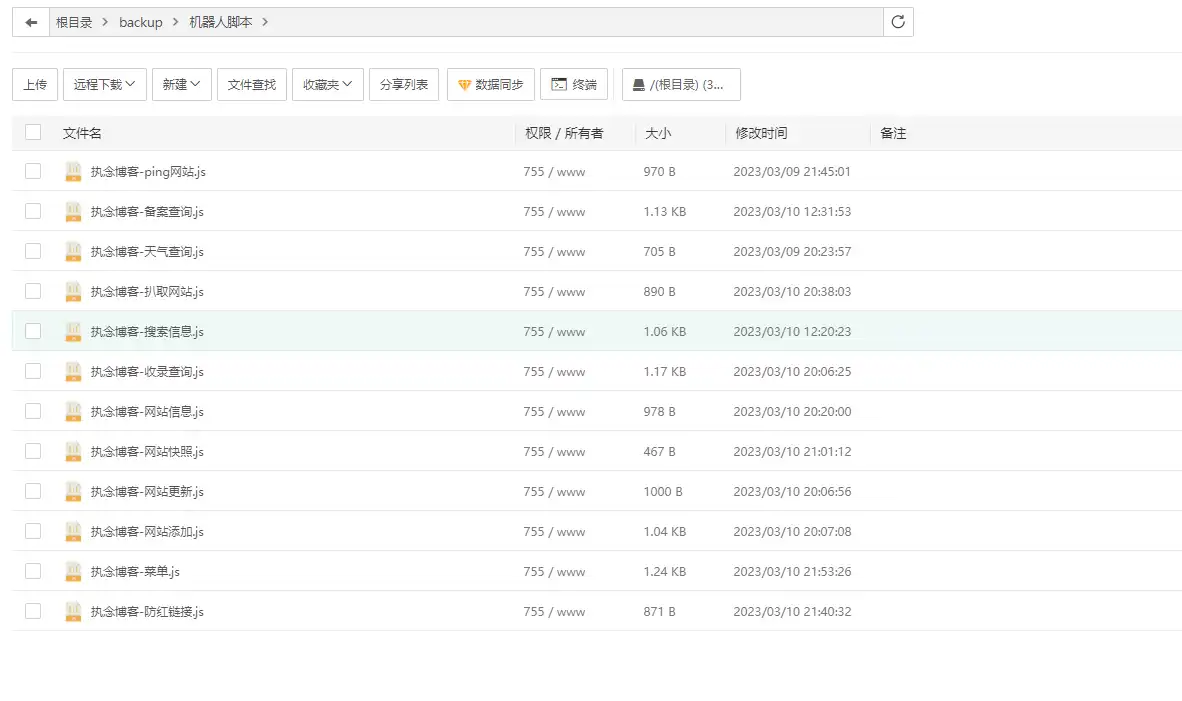 根目录 backup 机器人脚本
上传 远程下载 新建 文件查找 收藏夹 分享列表 数据同步 终端 /(根目录) (3...
文件名 权限 / 所有者 大小 修改时间 备注
执念博客-ping网站.js 755 / www 970 B 2023/03/09 21:45:01
执念博客-备案查询.js 755 / www 1.13 KB 2023/03/10 12:31:53
执念博客-天气查询.js 755 / www 705 B 2023/03/09 20:23:57
执念博客-扒取网站.js 755 / www 890 B 2023/03/10 20:38:03
执念博客-搜索信息.js 755 / www 1.06 KB 2023/03/10 12:20:23
执念博客-收录查询.js 755 / www 1.17 KB 2023/03/10 20:06:25
执念博客-网站信息.js 755 / www 978 B 2023/03/10 20:20:00
执念博客-网站快照.js 755 / www 467 B 2023/03/10 21:01:12
执念博客-网站更新.js 755 / www 1000 B 2023/03/10 20:06:56
执念博客-网站添加.js 755 / www 1.04 KB 2023/03/10 20:07:08
执念博客-菜单.js 755 / www 1.24 KB 2023/03/10 21:53:26
执念博客-防红链接.js 755 / www 871 B 2023/03/10 21:40:32